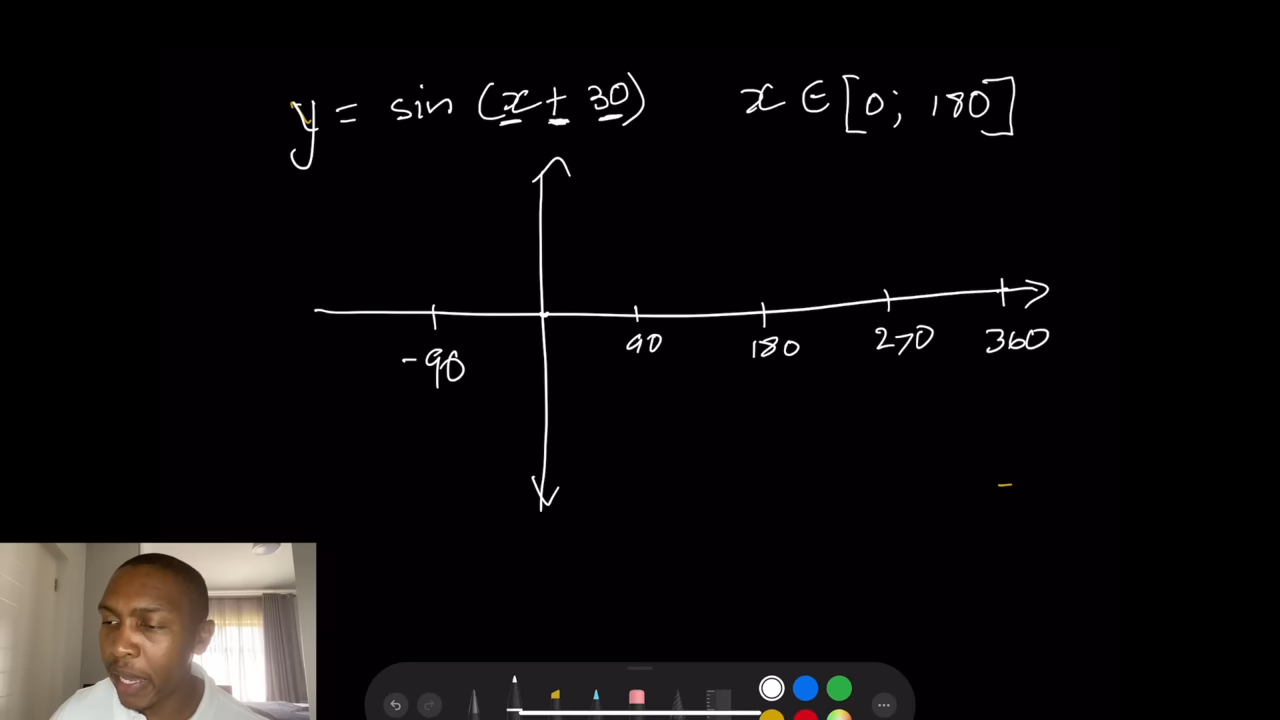 y = sin (x + 30) x ∈ [0; 180]
-90 90 180 270 360